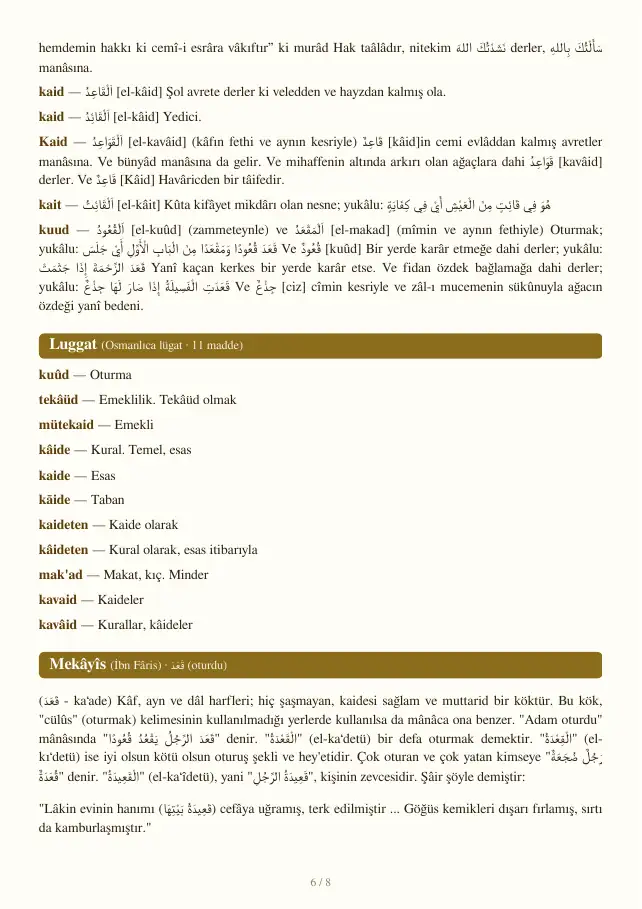 hemdemin hakkı ki cemî-i esrâra vâkıftır” ki murâd Hak taâlâdır, nitekim نَشَدْتُكَ اللهَ derler, سَأَلْتُكَ بِاللهِ
manâsına.
kaid — اَلْقَاعِدُ [el-kâid] Şol avrete derler ki veledden ve hayzdan kalmış ola.
kaid — اَلْقَائِدُ [el-kâid] Yedici.
Kaid — اَلْقَوَاعِدُ [el-kavâid] (kâfın fethi ve aynın kesriyle) قَاعِدٌ [kâid]in cemi evlâddan kalmış avretler
manâsına. Ve bünyâd manâsına da gelir. Ve mihaffenin altında arkırı olan ağaçlara dahi قَوَاعِدُ [kavâid]
derler. Ve قَاعِدٌ [Kâid] Havâricden bir tâifedir.
kait — اَلْقَائِتُ [el-kâit] Kûta kifâyet mikdârı olan nesne; yukâlu: هُوَ فِي قَائِتٍ مِنَ الْعَيْشِ أَيْ فِي كِفَايَةٍ
kuud — اَلْقُعُودُ [el-kuûd] (zammeteynle) ve اَلْمَقْعَدُ [el-makad] (mîmin ve aynın fethiyle) Oturmak;
yukâlu: قَعَدَ قُعُودًا وَمَقْعَدًا مِنَ الْبَابِ الْأَوَّلِ أَيْ جَلَسَ Ve قُعُودٌ [kuûd] Bir yerde karâr etmeğe dahi derler; yukâlu:
قَعَدَ الرَّخَمَةُ إِذَا جَثَمَتْ Yanî kaçan kerkes bir yerde karâr etse. Ve fidan özdek bağlamağa dahi derler;
yukâlu: قَعَدَتِ الْفَسِيلَةُ إِذَا صَارَ لَهَا جِذْعٌ Ve جِذْعٌ [ciz] cîmin kesriyle ve zâl-ı mucemenin sükûnuyla ağacın
özdeği yanî bedeni.
Luggat (Osmanlıca lügat · 11 madde)
kuûd — Oturma
tekâüd — Emeklilik. Tekâüd olmak
mütekaid — Emekli
kâide — Kural. Temel, esas
kaide — Esas
kāide — Taban
kaideten — Kaide olarak
kâideten — Kural olarak, esas itibarıyla
mak'ad — Makat, kıç. Minder
kavaid — Kaideler
kavâid — Kurallar, kâideler
Mekâyîs (İbn Fâris) · قَعَدَ (oturdu)
(قَعَدَ - ka‘ade) Kâf, ayn ve dâl harfleri; hiç şaşmayan, kaidesi sağlam ve muttarid bir köktür. Bu kök,
"cülûs" (oturmak) kelimesinin kullanılmadığı yerlerde kullanılsa da mânâca ona benzer. "Adam oturdu"
mânâsında "قَعَدَ الرَّجُلُ يَقْعُدُ قُعُودًا" denir. "اَلْقَعْدَةُ" (el-ka‘detü) bir defa oturmak demektir. "اَلْقِعْدَةُ" (el-
kı‘detü) ise iyi olsun kötü olsun oturuş şekli ve hey'etidir. Çok oturan ve çok yatan kimseye "رَجُلٌ ضُجَعَةٌ
قُعَدَةٌ" denir. "اَلْقَعِيدَةُ" (el-ka‘îdetü), yani "قَعِيدَةُ الرَّجُلِ", kişinin zevcesidir. Şâir şöyle demiştir:
"Lâkin evinin hanımı (قَعِيدَةُ بَيْتِهَا) cefâya uğramış, terk edilmiştir ... Göğüs kemikleri dışarı fırlamış, sırtı
da kamburlaşmıştır."
6 / 8